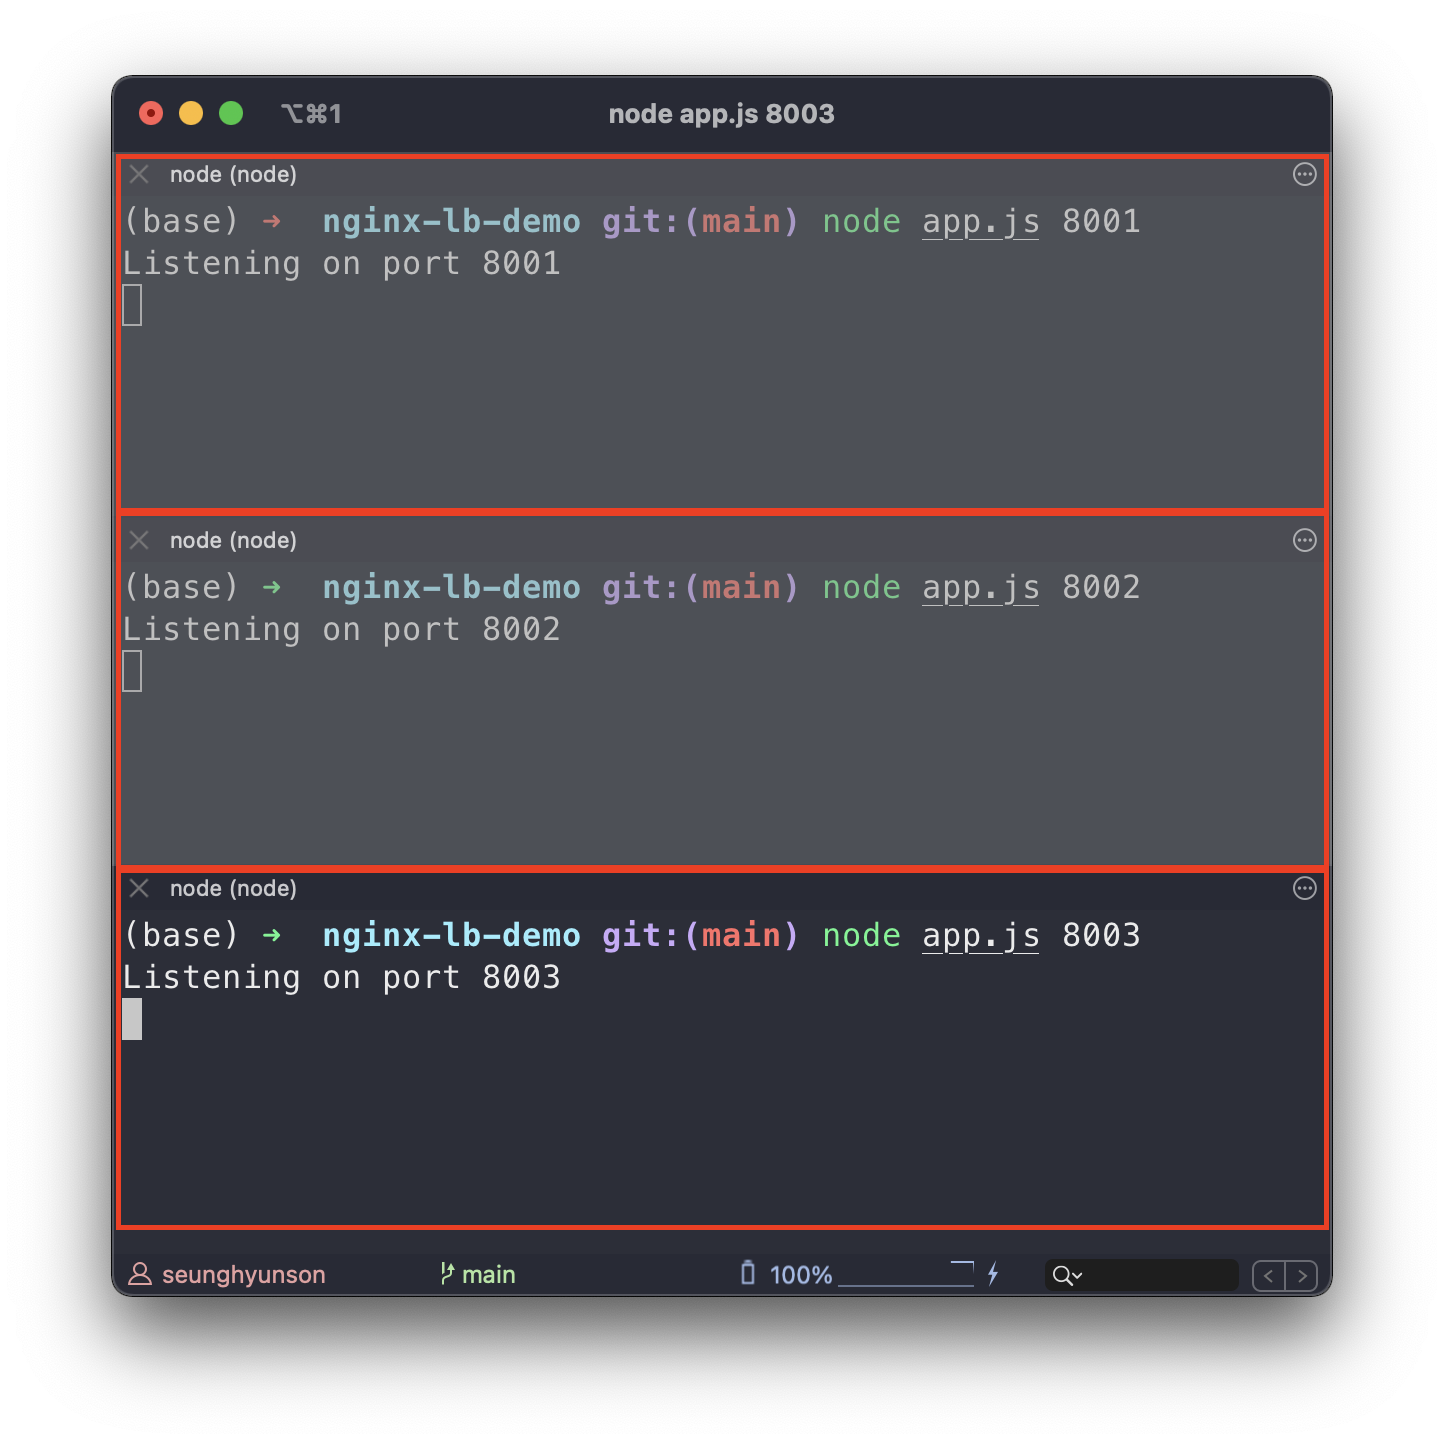 ⌥⌘1 node app.js 8003
node (node)
(base) ➜ nginx-lb-demo git:(main) node app.js 8001
Listening on port 8001
node (node)
(base) ➜ nginx-lb-demo git:(main) node app.js 8002
Listening on port 8002
node (node)
(base) ➜ nginx-lb-demo git:(main) node app.js 8003
Listening on port 8003
seunghyunson main 100%